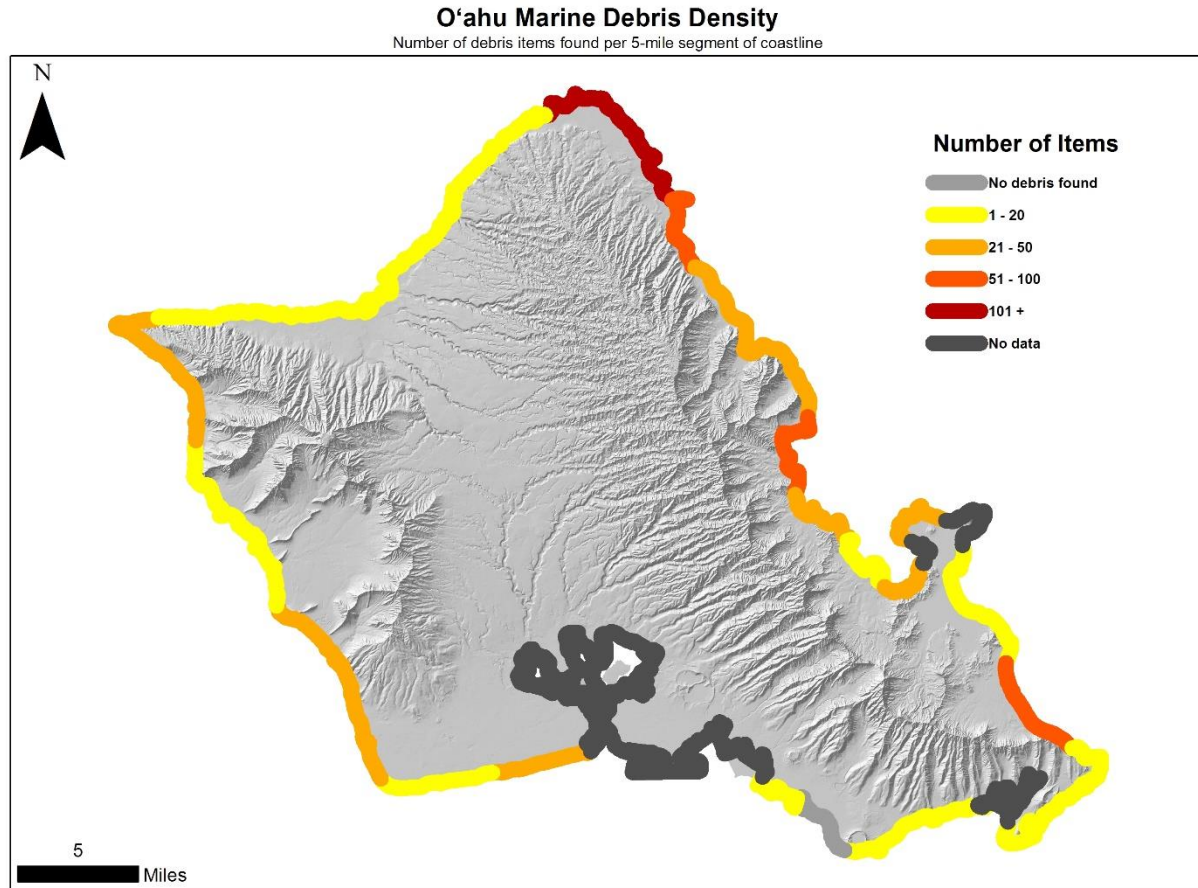 Oʻahu Marine Debris Density
Number of debris items found per 5-mile segment of coastline
N
Number of Items
No debris found
1 - 20
21 - 50
51 - 100
101 +
No data
5
Miles